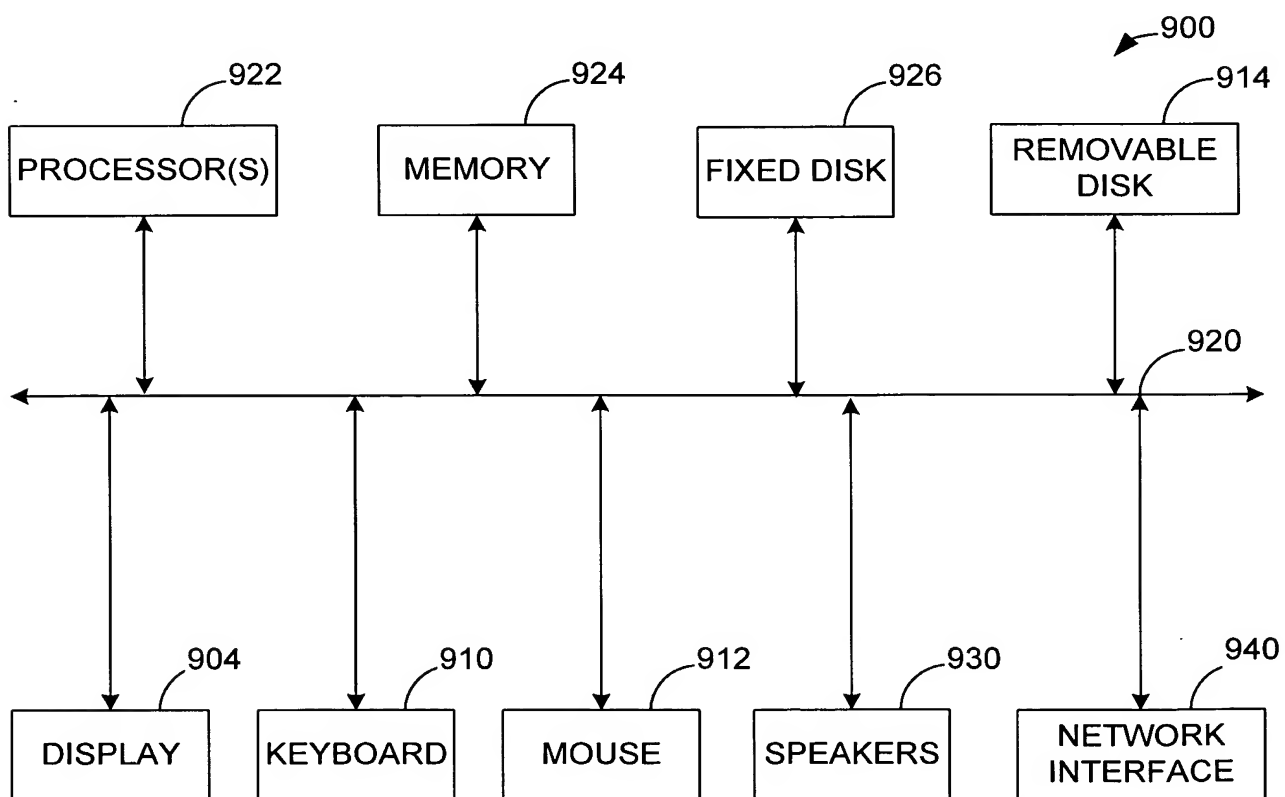 900
922
924
926
914
PROCESSOR(S)
MEMORY
FIXED DISK
REMOVABLE
DISK
920
904
910
912
930
940
DISPLAY
KEYBOARD
MOUSE
SPEAKERS
NETWORK
INTERFACE